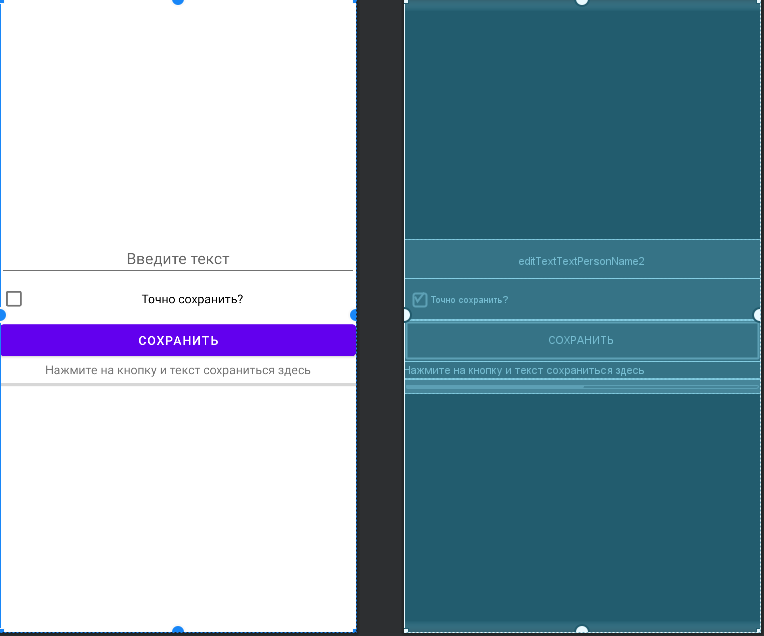 Введите текст
Точно сохранить?
СОХРАНИТЬ
Нажмите на кнопку и текст сохраниться здесь
editTextTextPersonName2
Точно сохранить?
СОХРАНИТЬ
Нажмите на кнопку и текст сохраниться здесь